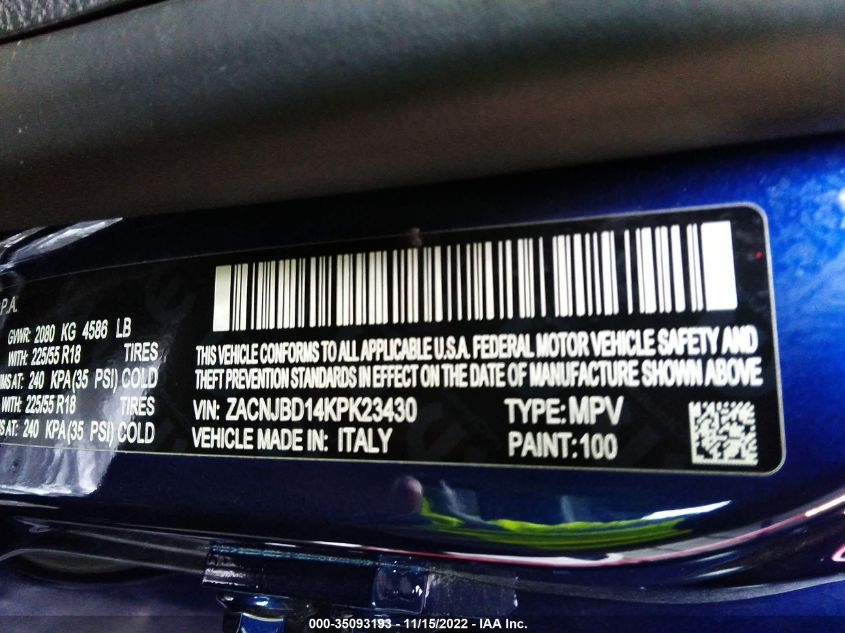 P.A.
GVWR: 2080 KG 4586 LB
WITH: 225/55 R18 TIRES
MS AT: 240 KPA(35 PSI) COLD
WITH: 225/55 R18 TIRES
S AT: 240 KPA(35 PSI) COLD
THIS VEHICLE CONFORMS TO ALL APPLICABLE U.S.A. FEDERAL MOTOR VEHICLE SAFETY AND
THEFT PREVENTION STANDARDS IN EFFECT ON THE DATE OF MANUFACTURE SHOWN ABOVE
VIN: ZACNJBD14KPK23430 TYPE: MPV
VEHICLE MADE IN: ITALY PAINT: 100
000-35093193 - 11/15/2022 - IAA Inc.